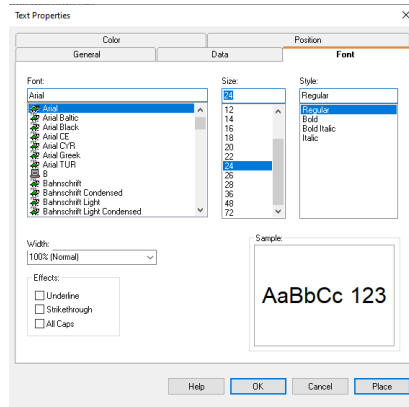 Text Properties
Color
Position
General
Data
Font
Font:
Arial
Arial
Arial Baltic
Arial Black
Arial CE
Arial CYR
Arial Greek
Arial TUR
B
Bahnschrift
Bahnschrift Condensed
Bahnschrift Light
Bahnschrift Light Condensed
Size:
24
12
14
16
18
20
22
24
26
28
36
48
72
Style:
Regular
Regular
Bold
Bold Italic
Italic
Width:
100% (Normal)
Effects:
Underline
Strikethrough
All Caps
Sample:
AaBbCc 123
Help
OK
Cancel
Place